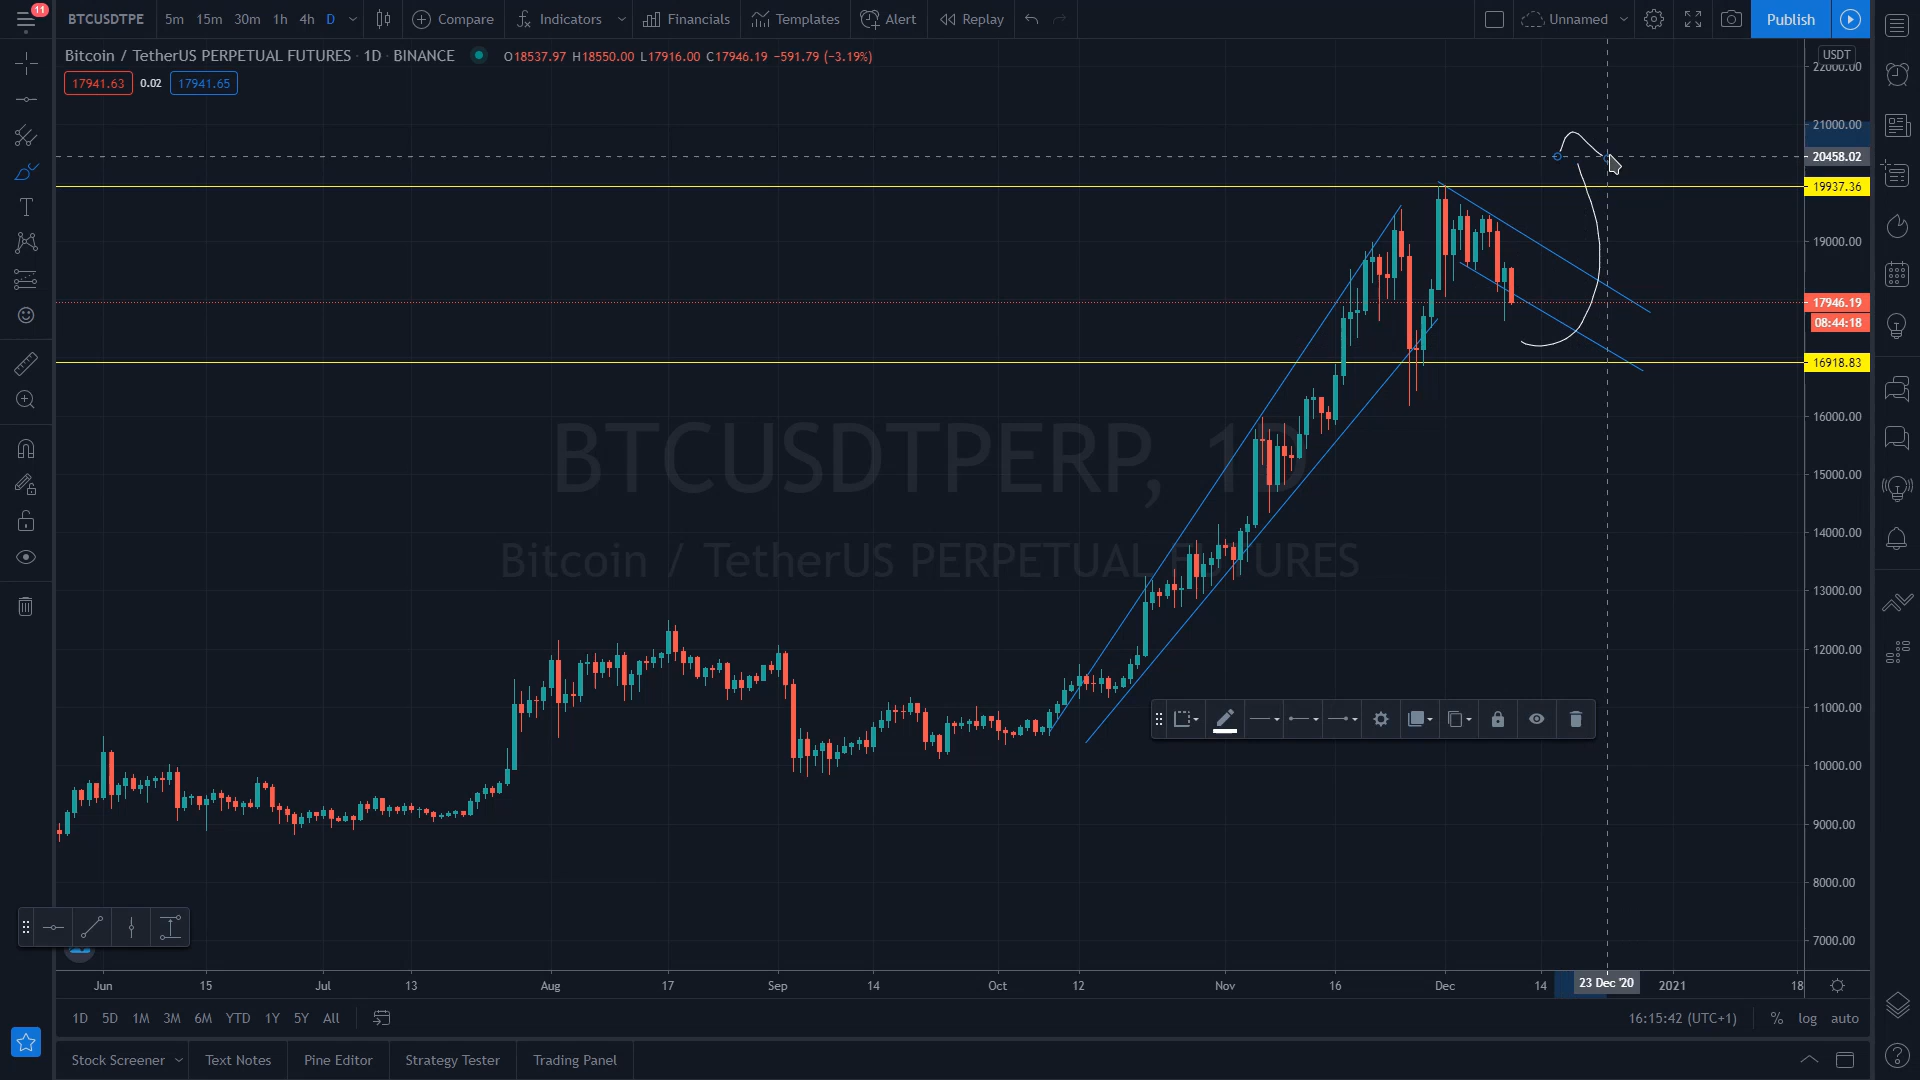 11
BTCUSDTPE 5m 15m 30m 1h 4h D Compare Indicators Financials Templates Alert Replay Unnamed Publish
Bitcoin / TetherUS PERPETUAL FUTURES · 1D · BINANCE O18537.97 H18550.00 L17916.00 C17946.19 −591.79 (−3.19%)
17941.63 0.02 17941.65
USDT
22000.00
21000.00
20458.02
19937.36
19000.00
17946.19
08:44:18
16918.83
16000.00
15000.00
14000.00
13000.00
12000.00
11000.00
10000.00
9000.00
8000.00
7000.00
BTCUSDTPERP, 1D
Bitcoin / TetherUS PERPETUAL FUTURES
Jun 15 Jul 13 Aug 17 Sep 14 Oct 12 Nov 16 Dec 14 23 Dec '20 2021 18
1D 5D 1M 3M 6M YTD 1Y 5Y All 16:15:42 (UTC+1) % log auto
Stock Screener Text Notes Pine Editor Strategy Tester Trading Panel